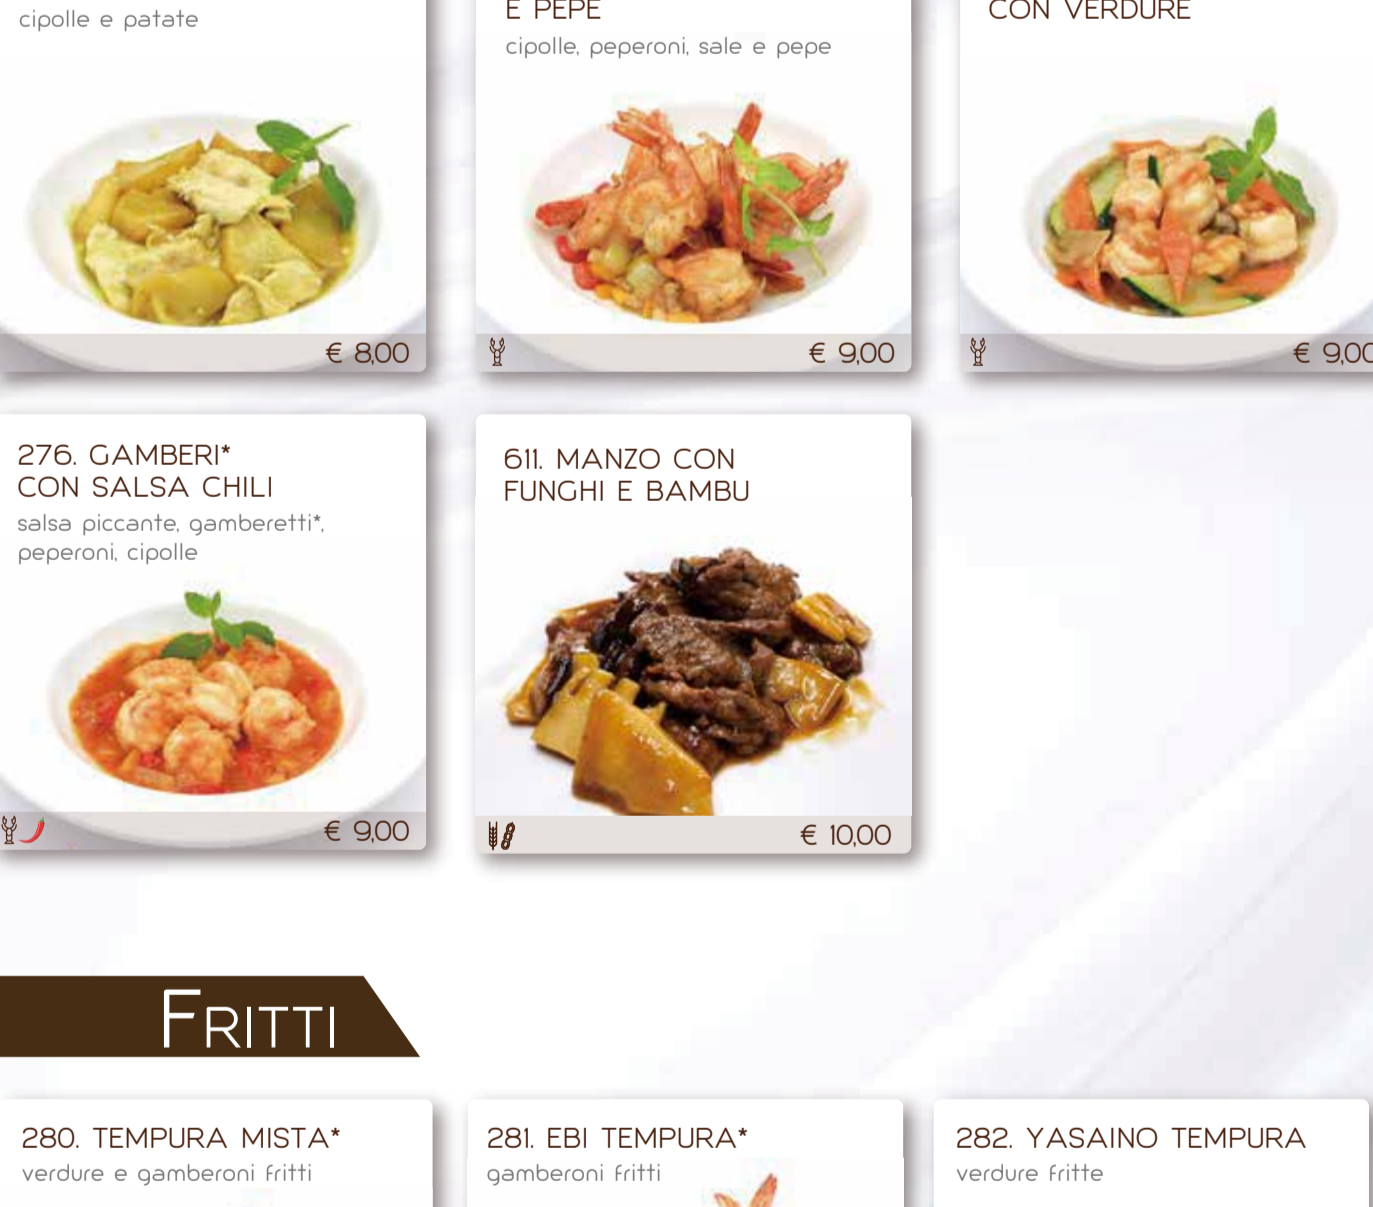 cipolle e patate
E PEPE
cipolle, peperoni, sale e pepe
CON VERDURE
€ 8,00
€ 9,00
€ 9,00
276. GAMBERI*
CON SALSA CHILI
salsa piccante, gamberetti*,
peperoni, cipolle
€ 9,00
611. MANZO CON
FUNGHI E BAMBU
€ 10,00
FRITTI
280. TEMPURA MISTA*
verdure e gamberoni fritti
281. EBI TEMPURA*
gamberoni fritti
282. YASAINO TEMPURA
verdure fritte